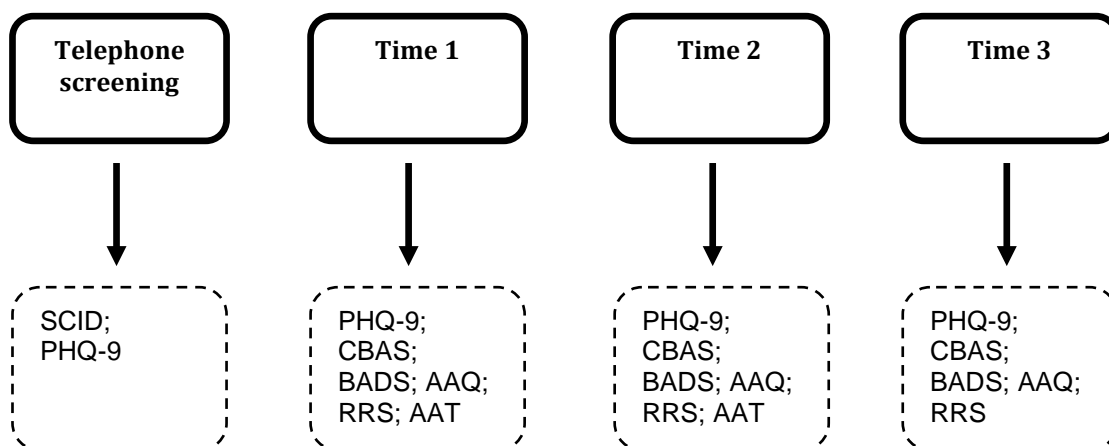 Telephone
screening
Time 1
Time 2
Time 3
SCID;
PHQ-9
PHQ-9;
CBAS;
BADS; AAQ;
RRS; AAT
PHQ-9;
CBAS;
BADS; AAQ;
RRS; AAT
PHQ-9;
CBAS;
BADS; AAQ;
RRS